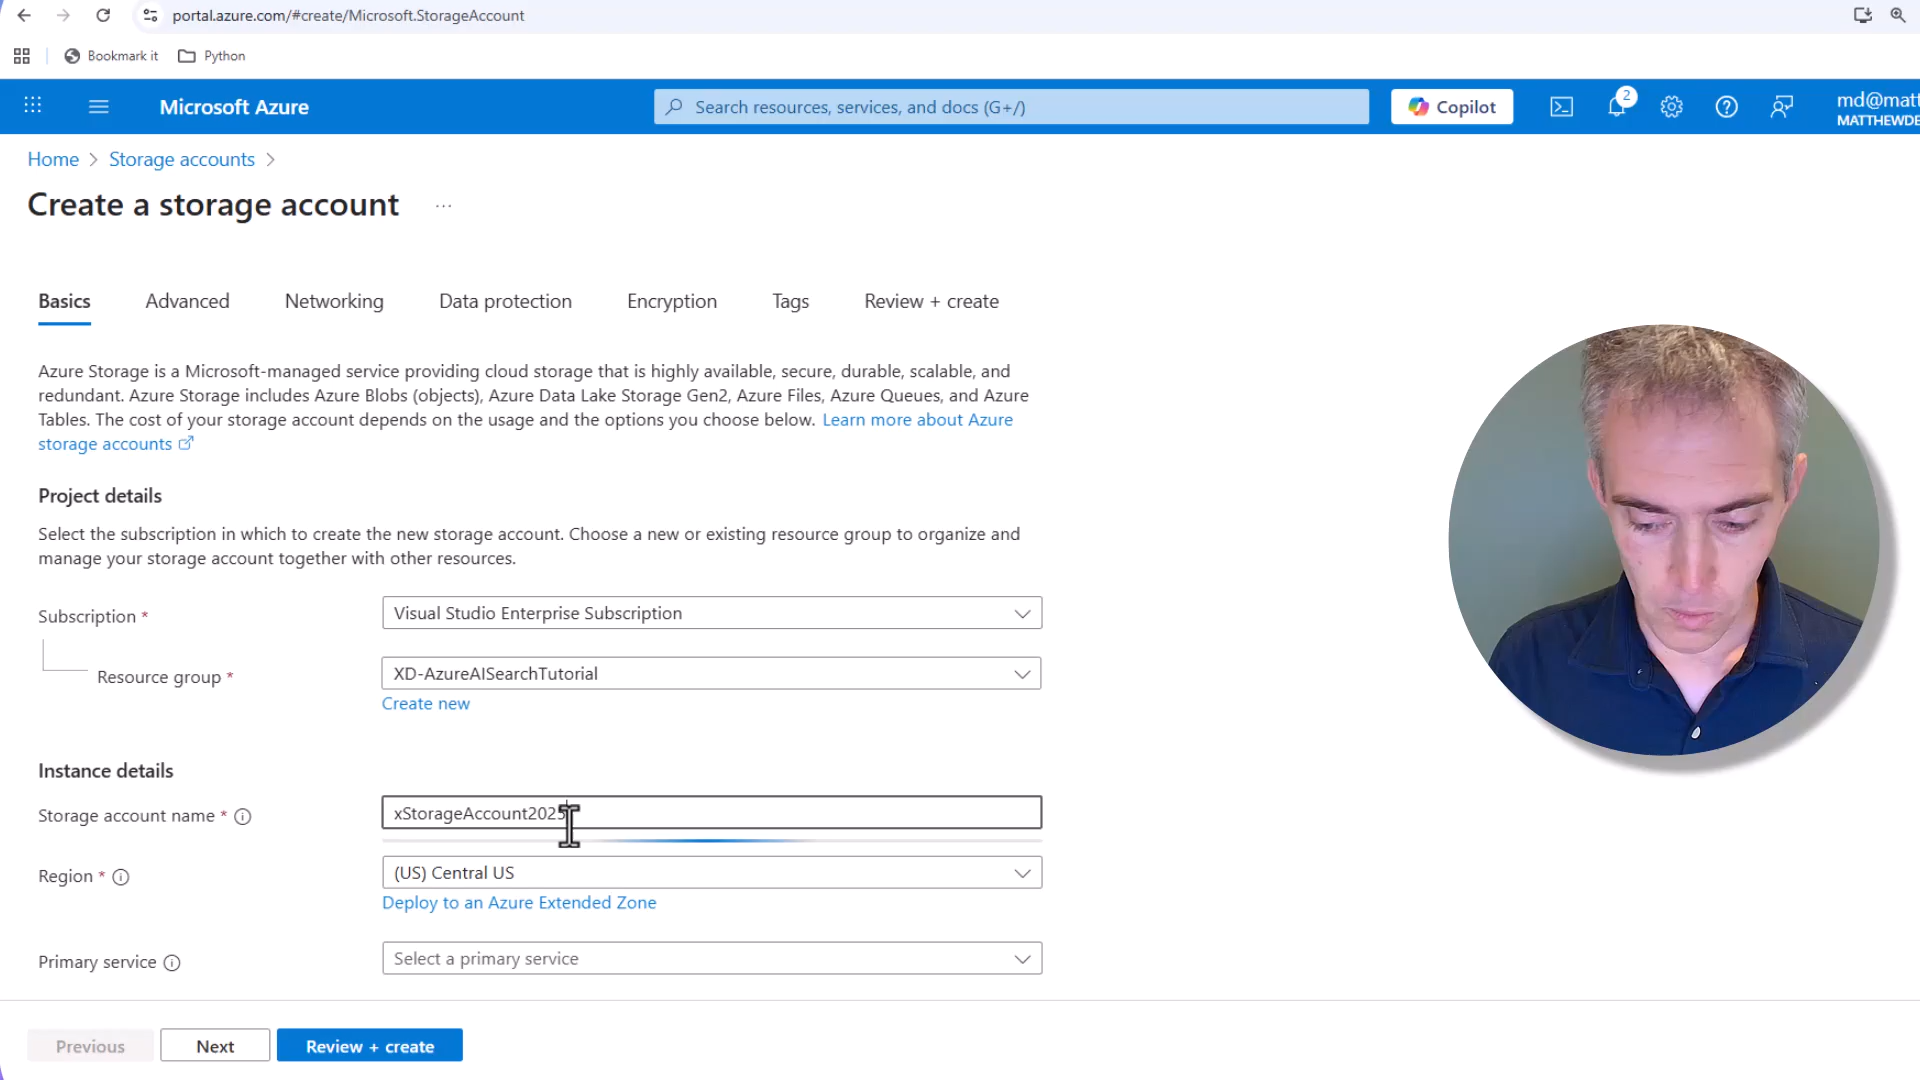 portal.azure.com/#create/Microsoft.StorageAccount
Bookmark it Python
Microsoft Azure Search resources, services, and docs (G+/) Copilot 2 md@matt
MATTHEWDE
Home > Storage accounts >
Create a storage account ...
Basics Advanced Networking Data protection Encryption Tags Review + create
Azure Storage is a Microsoft-managed service providing cloud storage that is highly available, secure, durable, scalable, and
redundant. Azure Storage includes Azure Blobs (objects), Azure Data Lake Storage Gen2, Azure Files, Azure Queues, and Azure
Tables. The cost of your storage account depends on the usage and the options you choose below. Learn more about Azure
storage accounts
Project details
Select the subscription in which to create the new storage account. Choose a new or existing resource group to organize and
manage your storage account together with other resources.
Subscription * Visual Studio Enterprise Subscription
Resource group * XD-AzureAISearchTutorial
Create new
Instance details
Storage account name * xStorageAccount2025
Region * (US) Central US
Deploy to an Azure Extended Zone
Primary service Select a primary service
Previous Next Review + create